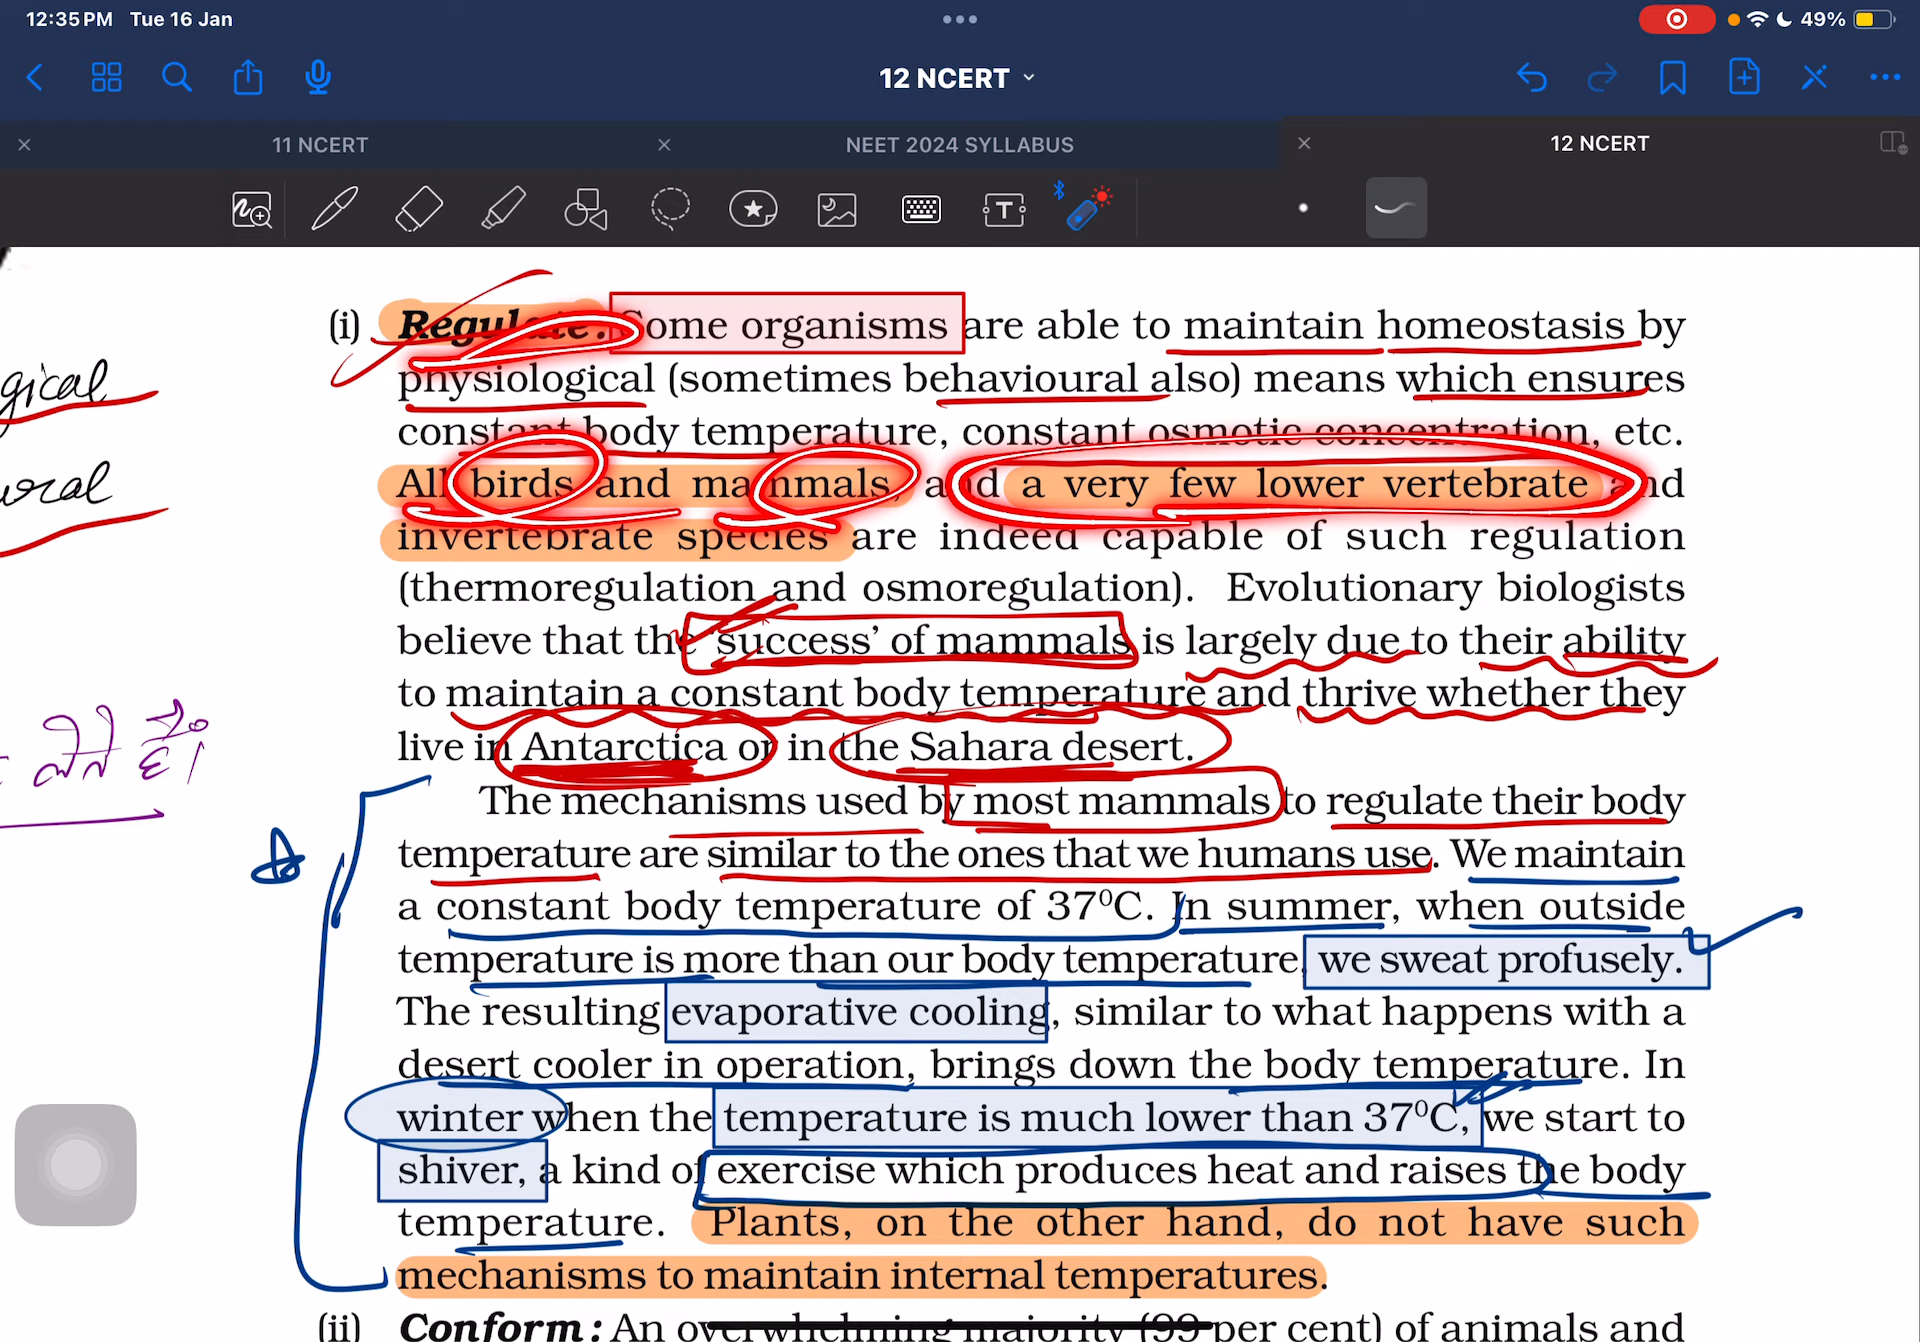 12:35 PM Tue 16 Jan
49%
12 NCERT
11 NCERT
NEET 2024 SYLLABUS
12 NCERT
(i) Regulate: Some organisms are able to maintain homeostasis by
physiological (sometimes behavioural also) means which ensures
constant body temperature, constant osmotic concentration, etc.
All birds and mammals, and a very few lower vertebrate and
invertebrate species are indeed capable of such regulation
(thermoregulation and osmoregulation). Evolutionary biologists
believe that the ‘success’ of mammals is largely due to their ability
to maintain a constant body temperature and thrive whether they
live in Antarctica or in the Sahara desert.
The mechanisms used by most mammals to regulate their body
temperature are similar to the ones that we humans use. We maintain
a constant body temperature of 37⁰C. In summer, when outside
temperature is more than our body temperature, we sweat profusely.
The resulting evaporative cooling, similar to what happens with a
desert cooler in operation, brings down the body temperature. In
winter when the temperature is much lower than 37⁰C, we start to
shiver, a kind of exercise which produces heat and raises the body
temperature. Plants, on the other hand, do not have such
mechanisms to maintain internal temperatures.
(ii) Conform: An overwhelming majority (99 per cent) of animals and
gical